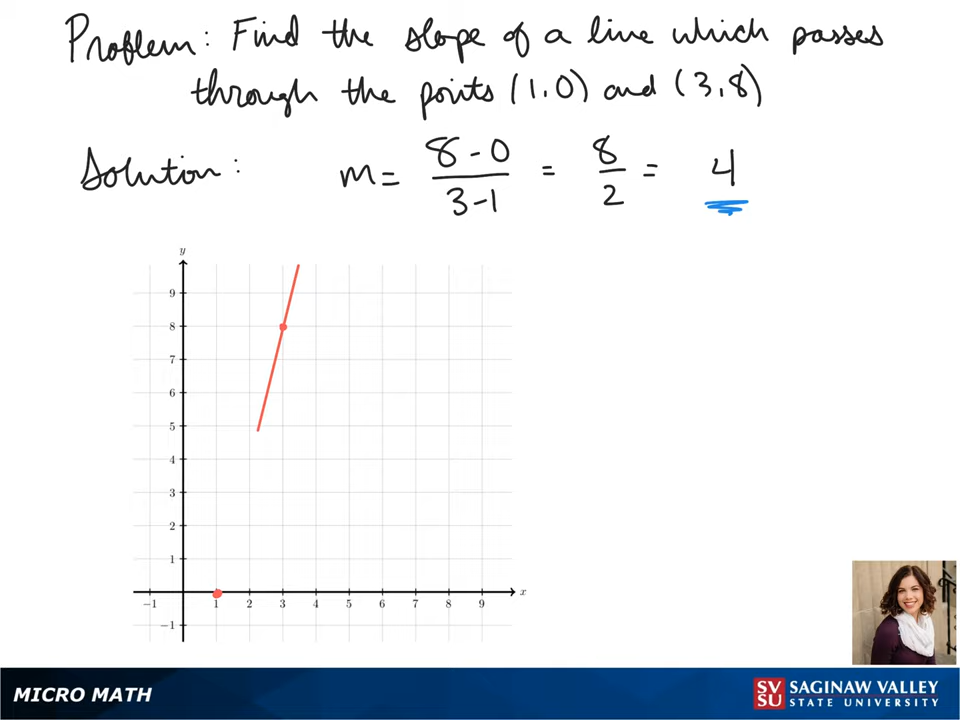 Problem: Find the slope of a line which passes
through the points (1,0) and (3,8)
Solution: m = 8-0 / 3-1 = 8/2 = 4
y
9
8
7
6
5
4
3
2
1
-1 1 2 3 4 5 6 7 8 9 x
-1
MICRO MATH
SV SU SAGINAW VALLEY
STATE UNIVERSITY